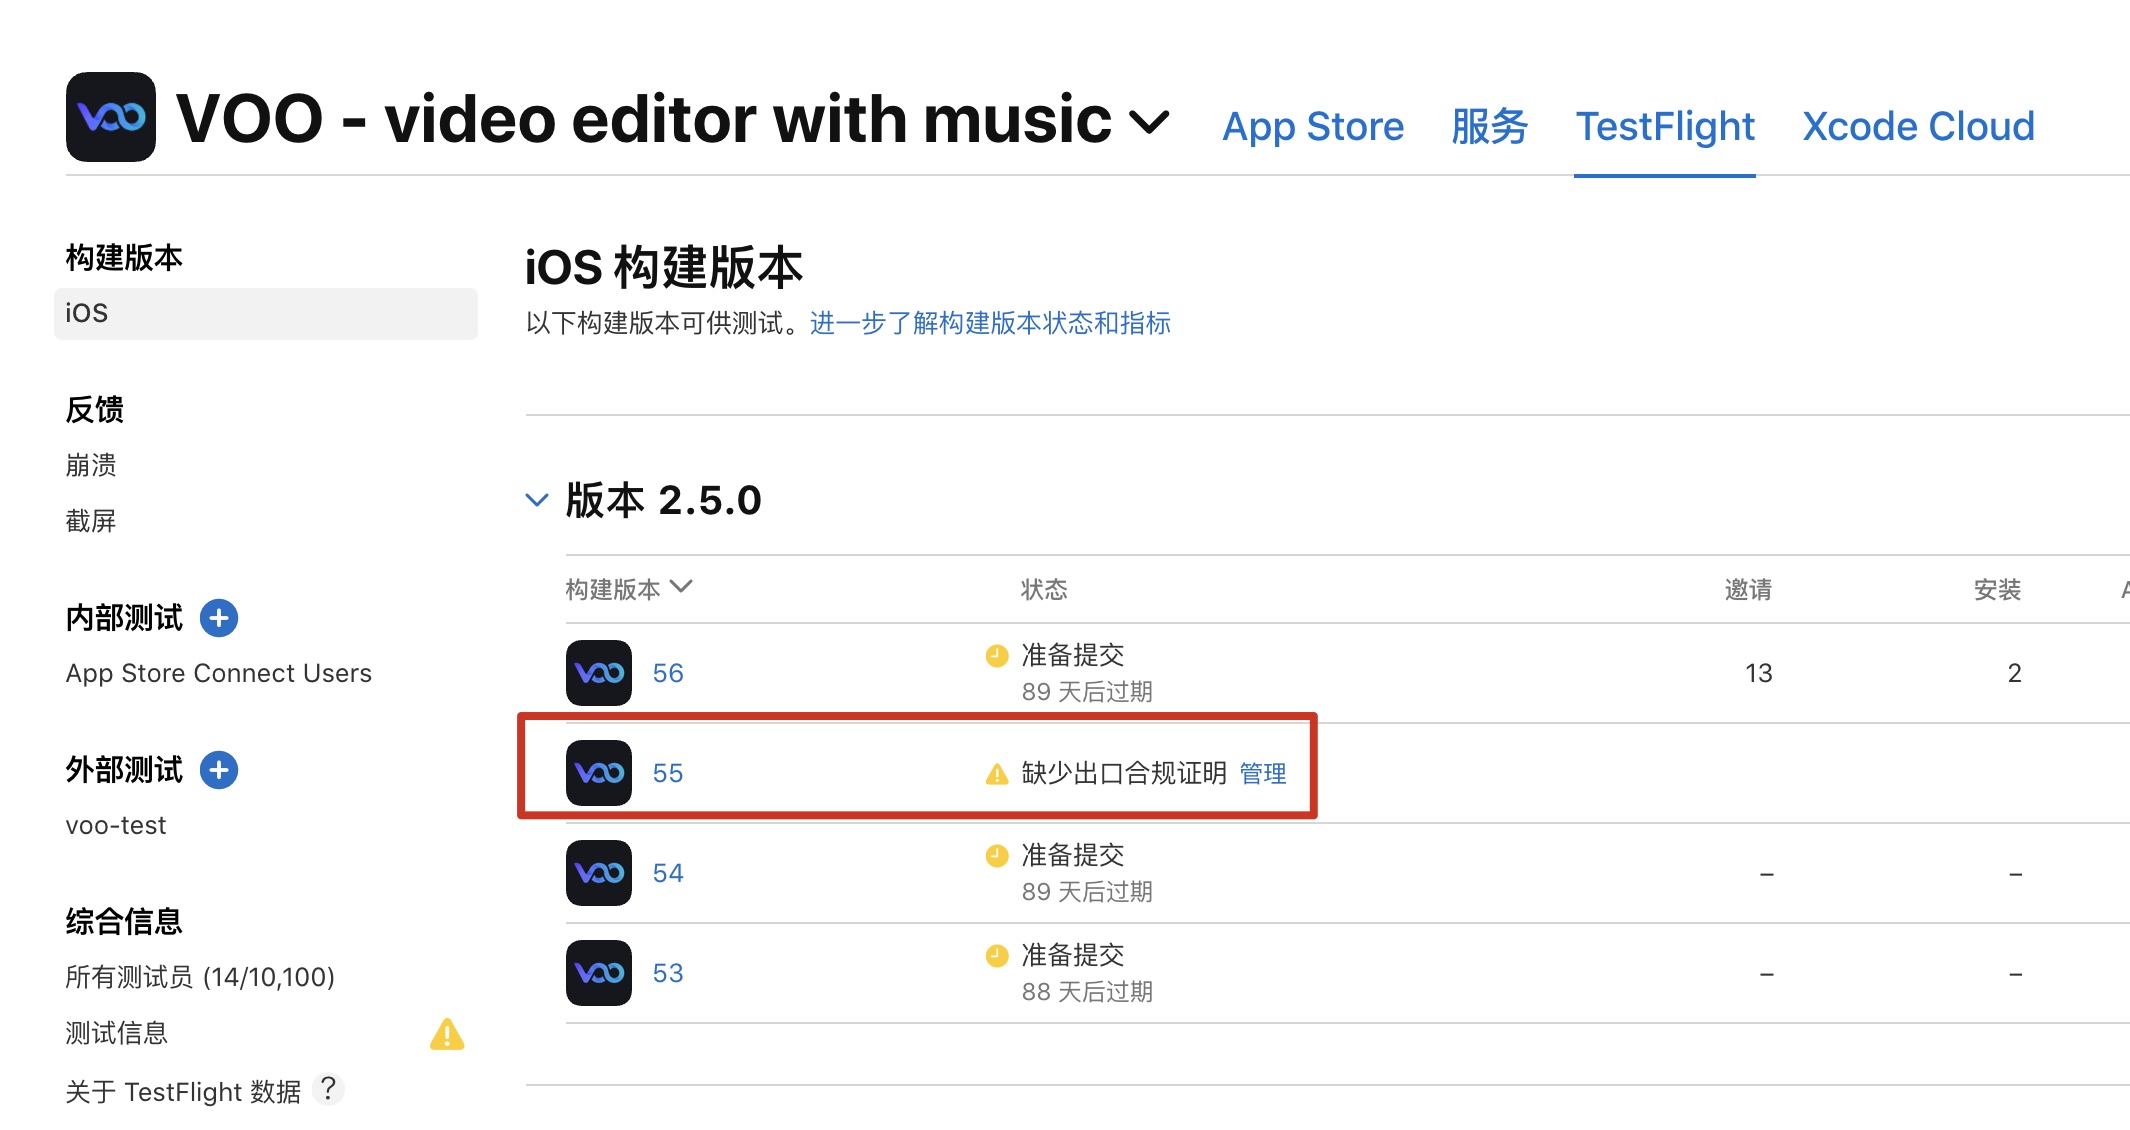 VOO
VOO - video editor with music
App Store
服务
TestFlight
Xcode Cloud
构建版本
iOS
反馈
崩溃
截屏
内部测试
App Store Connect Users
外部测试
voo-test
综合信息
所有测试员 (14/10,100)
测试信息
关于 TestFlight 数据 ?
iOS 构建版本
以下构建版本可供测试。进一步了解构建版本状态和指标
版本 2.5.0
构建版本 状态 邀请 安装
VOO 56 准备提交 13 2
89 天后过期
VOO 55 缺少出口合规证明 管理
VOO 54 准备提交 – –
89 天后过期
VOO 53 准备提交 – –
88 天后过期